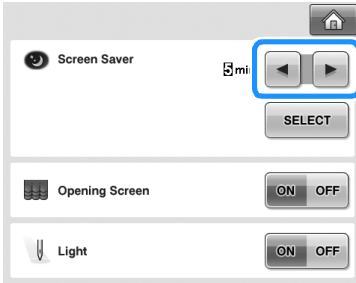 Screen Saver
5 mi
SELECT
Opening Screen
ON OFF
Light
ON OFF